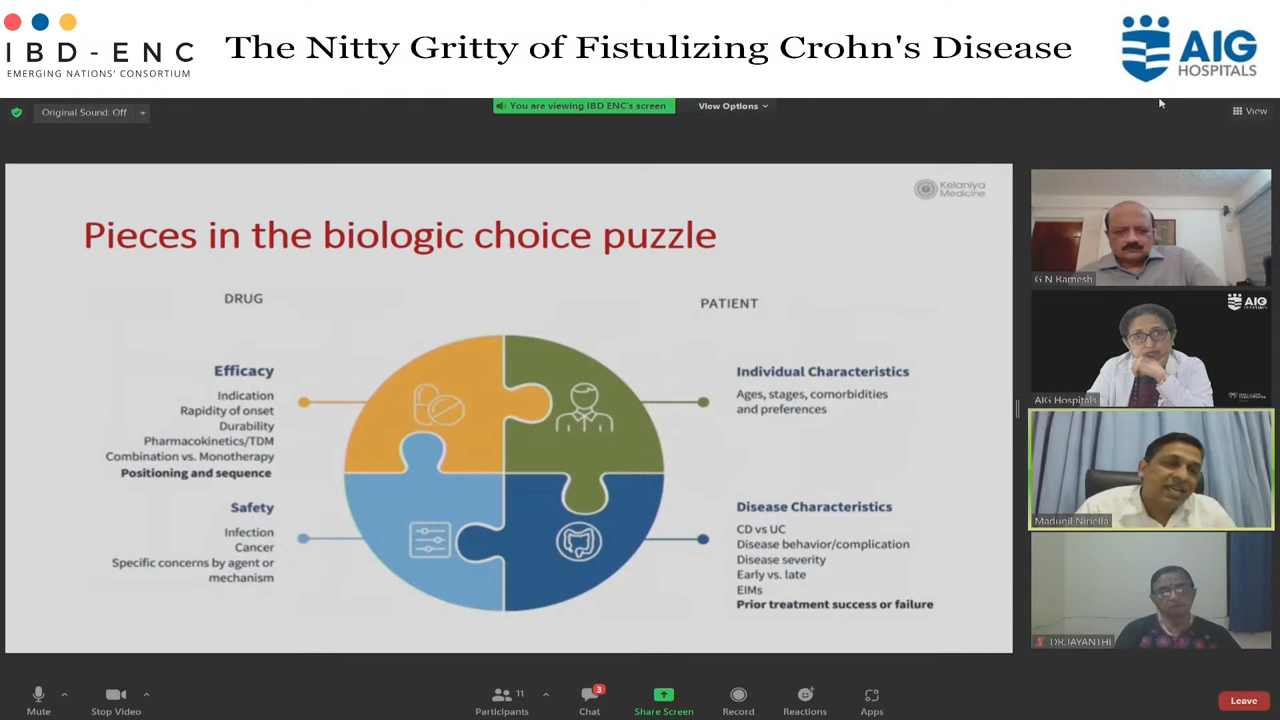 IBD-ENC
EMERGING NATIONS' CONSORTIUM
The Nitty Gritty of Fistulizing Crohn's Disease
AIG
HOSPITALS
Original Sound: Off
You are viewing IBD ENC's screen
View Options
View
Kelaniya
Medicine
Pieces in the biologic choice puzzle
DRUG
PATIENT
Efficacy
Indication
Rapidity of onset
Durability
Pharmacokinetics/TDM
Combination vs. Monotherapy
Positioning and sequence
Safety
Infection
Cancer
Specific concerns by agent or
mechanism
Individual Characteristics
Ages, stages, comorbidities
and preferences
Disease Characteristics
CD vs UC
Disease behavior/complication
Disease severity
Early vs. late
EIMs
Prior treatment success or failure
G N Ramesh
AIG
AIG Hospitals
Madunil Niriella
DR.JAYANTHI
Mute
Stop Video
Participants
11
Chat
3
Share Screen
Record
Reactions
Apps
Leave